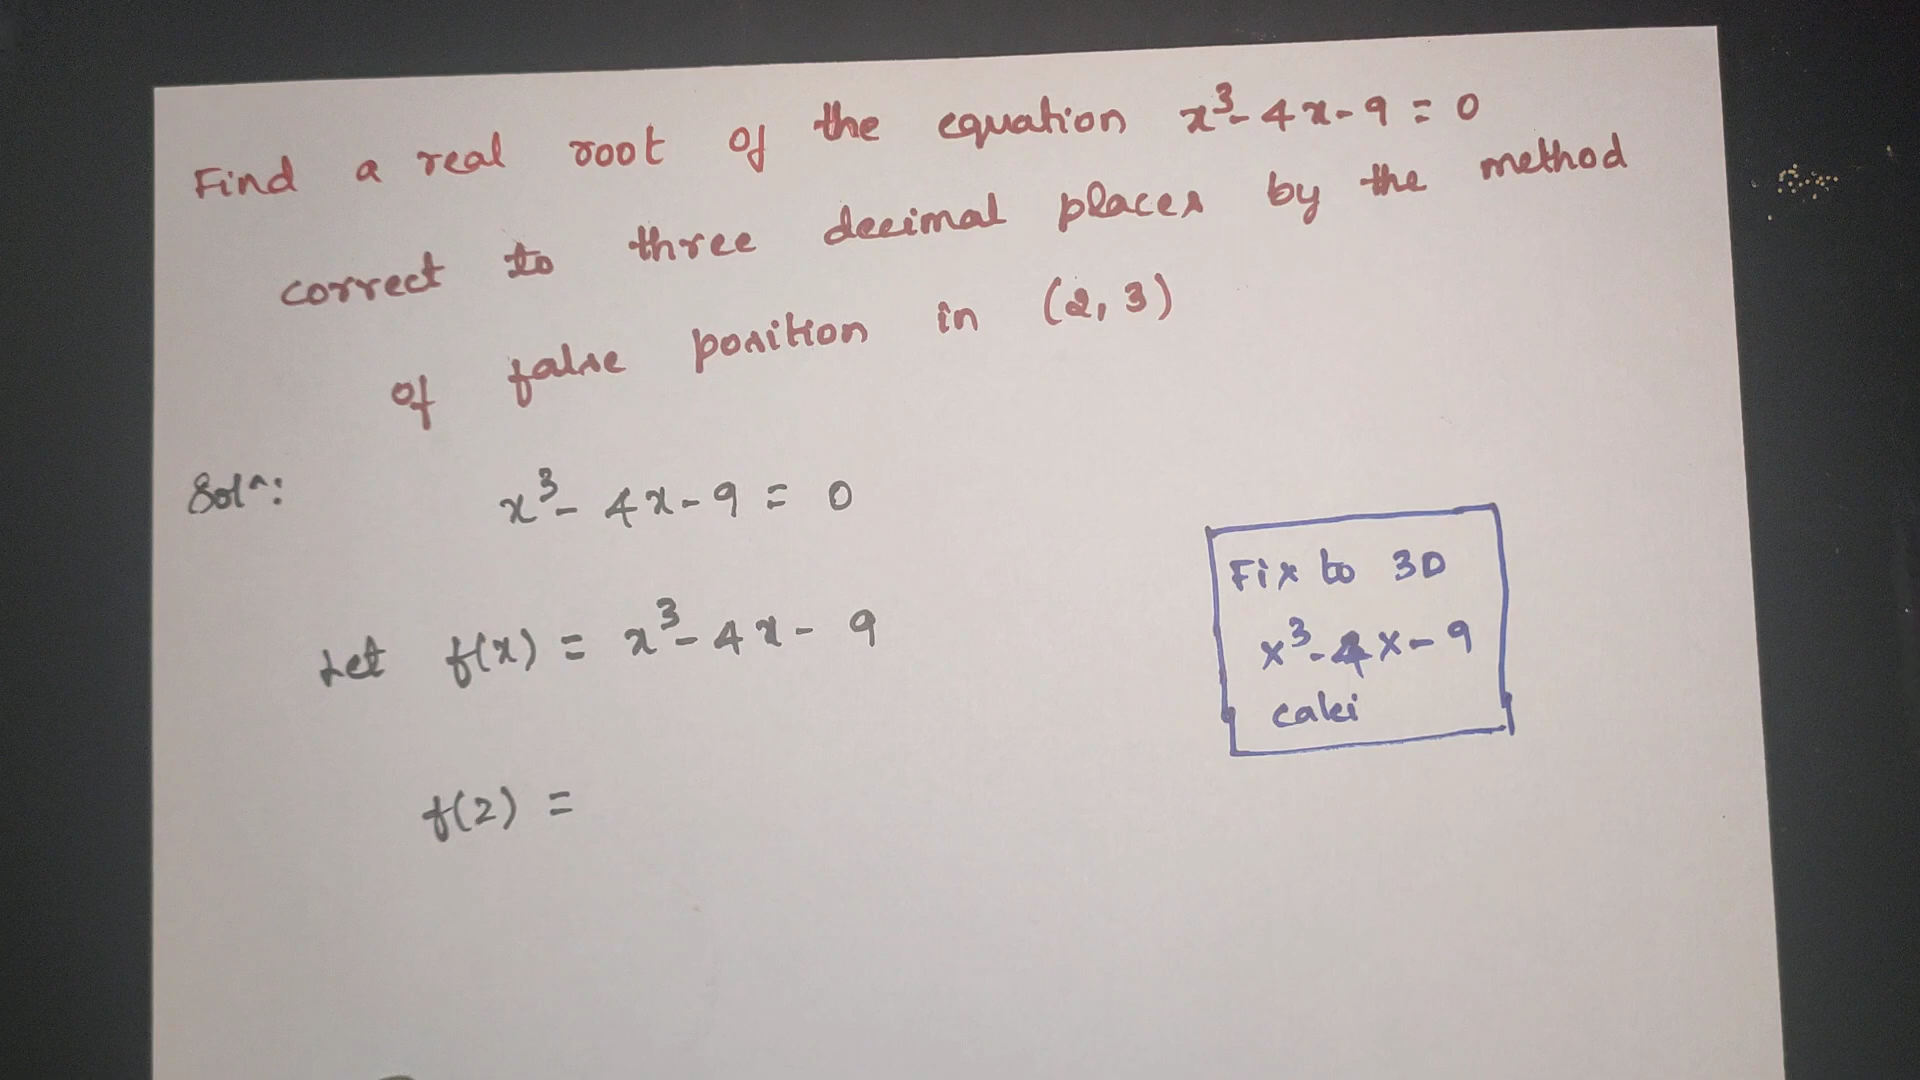 Find a real root of the equation x³-4x-9=0
correct to three decimal places by the method
of false position in (2,3)
Solⁿ: x³-4x-9=0
Let f(x) = x³-4x-9
f(2) =
Fix to 3D
x³-4x-9